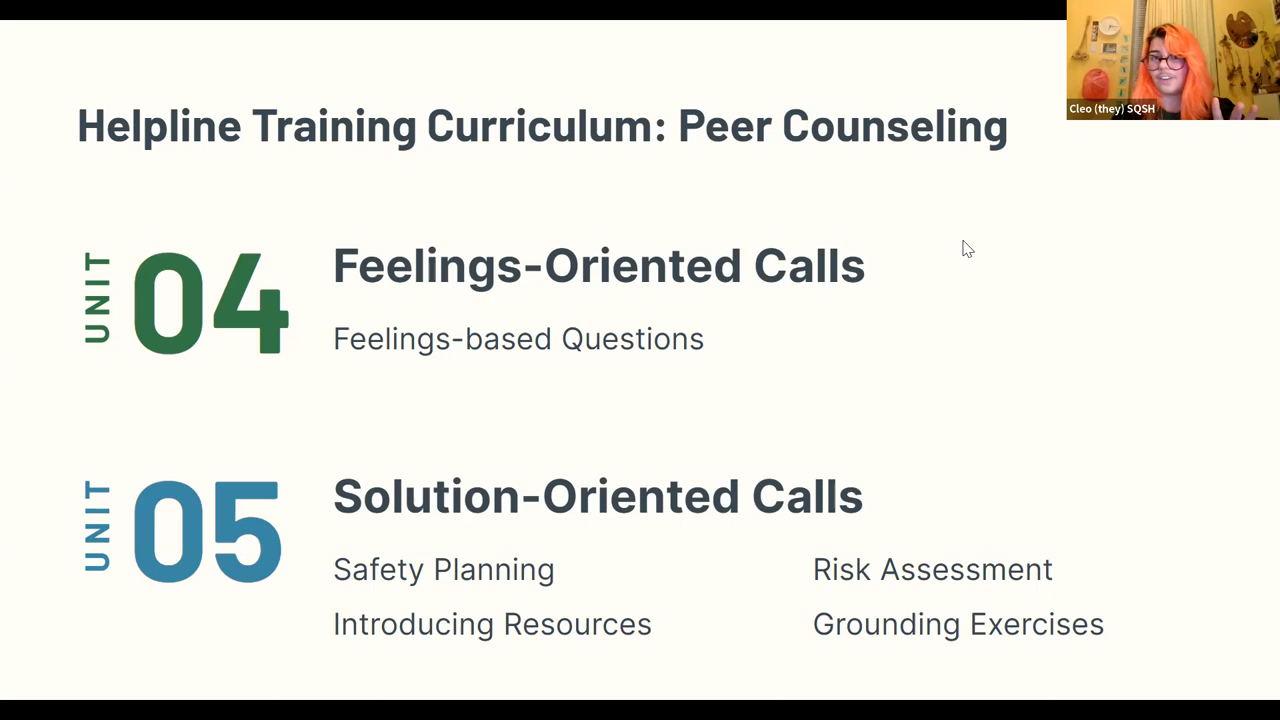 Helpline Training Curriculum: Peer Counseling
Cleo (they) SQSH
UNIT 04
Feelings-Oriented Calls
Feelings-based Questions
UNIT 05
Solution-Oriented Calls
Safety Planning
Risk Assessment
Introducing Resources
Grounding Exercises